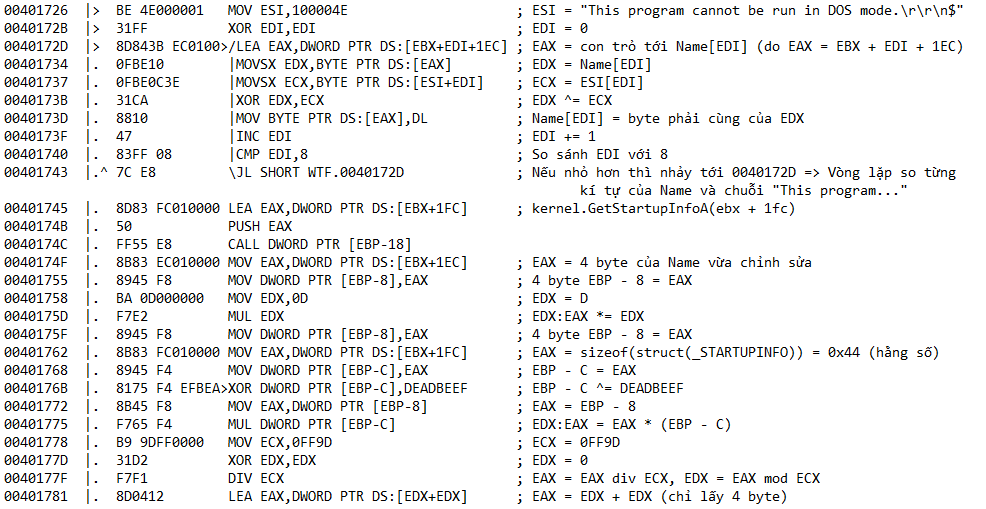 00401726 |> BE 4E000001 MOV ESI,100004E ; ESI = "This program cannot be run in DOS mode.\r\r\n$"
0040172B |> 31FF XOR EDI,EDI ; EDI = 0
0040172D |> 8D843B EC0100>/LEA EAX,DWORD PTR DS:[EBX+EDI+1EC] ; EAX = con trỏ tới Name[EDI] (do EAX = EBX + EDI + 1EC)
00401734 |. 0FBE10 |MOVSX EDX,BYTE PTR DS:[EAX] ; EDX = Name[EDI]
00401737 |. 0FBE0C3E |MOVSX ECX,BYTE PTR DS:[ESI+EDI] ; ECX = ESI[EDI]
0040173B |. 31CA |XOR EDX,ECX ; EDX ^= ECX
0040173D |. 8810 |MOV BYTE PTR DS:[EAX],DL ; Name[EDI] = byte phải cùng của EDX
0040173F |. 47 |INC EDI ; EDI += 1
00401740 |. 83FF 08 |CMP EDI,8 ; So sánh EDI với 8
00401743 |.^ 7C E8 \JL SHORT WTF.0040172D ; Nếu nhỏ hơn thì nhảy tới 0040172D => Vòng lặp so từng
kí tự của Name và chuỗi "This program..."
00401745 |. 8D83 FC010000 LEA EAX,DWORD PTR DS:[EBX+1FC] ; kernel.GetStartupInfoA(ebx + 1fc)
0040174B |. 50 PUSH EAX
0040174C |. FF55 E8 CALL DWORD PTR [EBP-18]
0040174F |. 8B83 EC010000 MOV EAX,DWORD PTR DS:[EBX+1EC] ; EAX = 4 byte của Name vừa chỉnh sửa
00401755 |. 8945 F8 MOV DWORD PTR [EBP-8],EAX ; 4 byte EBP - 8 = EAX
00401758 |. BA 0D000000 MOV EDX,0D ; EDX = D
0040175D |. F7E2 MUL EDX ; EDX:EAX *= EDX
0040175F |. 8945 F8 MOV DWORD PTR [EBP-8],EAX ; 4 byte EBP - 8 = EAX
00401762 |. 8B83 FC010000 MOV EAX,DWORD PTR DS:[EBX+1FC] ; EAX = sizeof(struct(_STARTUPINFO)) = 0x44 (hằng số)
00401768 |. 8945 F4 MOV DWORD PTR [EBP-C],EAX ; EBP - C = EAX
0040176B |. 8175 F4 EFBEA>XOR DWORD PTR [EBP-C],DEADBEEF ; EBP - C ^= DEADBEEF
00401772 |. 8B45 F8 MOV EAX,DWORD PTR [EBP-8] ; EAX = EBP - 8
00401775 |. F765 F4 MUL DWORD PTR [EBP-C] ; EDX:EAX = EAX * (EBP - C)
00401778 |. B9 9DFF0000 MOV ECX,0FF9D ; ECX = 0FF9D
0040177D |. 31D2 XOR EDX,EDX ; EDX = 0
0040177F |. F7F1 DIV ECX ; EAX = EAX div ECX, EDX = EAX mod ECX
00401781 |. 8D0412 LEA EAX,DWORD PTR DS:[EDX+EDX] ; EAX = EDX + EDX (chỉ lấy 4 byte)